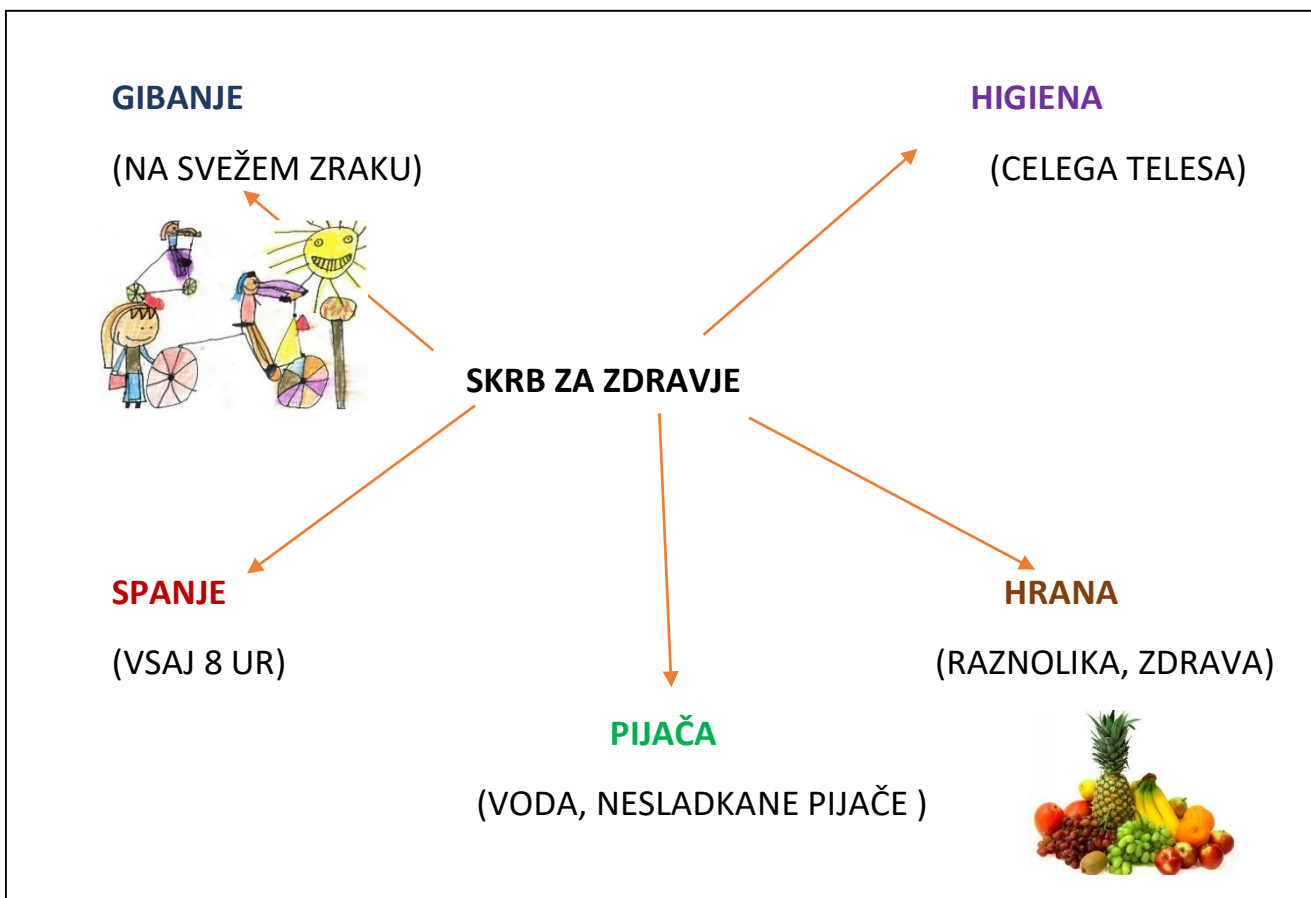 GIBANJE
(NA SVEŽEM ZRAKU)
HIGIENA
(CELEGA TELESA)
SKRB ZA ZDRAVJE
SPANJE
(VSAJ 8 UR)
HRANA
(RAZNOLIKA, ZDRAVA)
PIJAČA
(VODA, NESLADKANE PIJAČE )